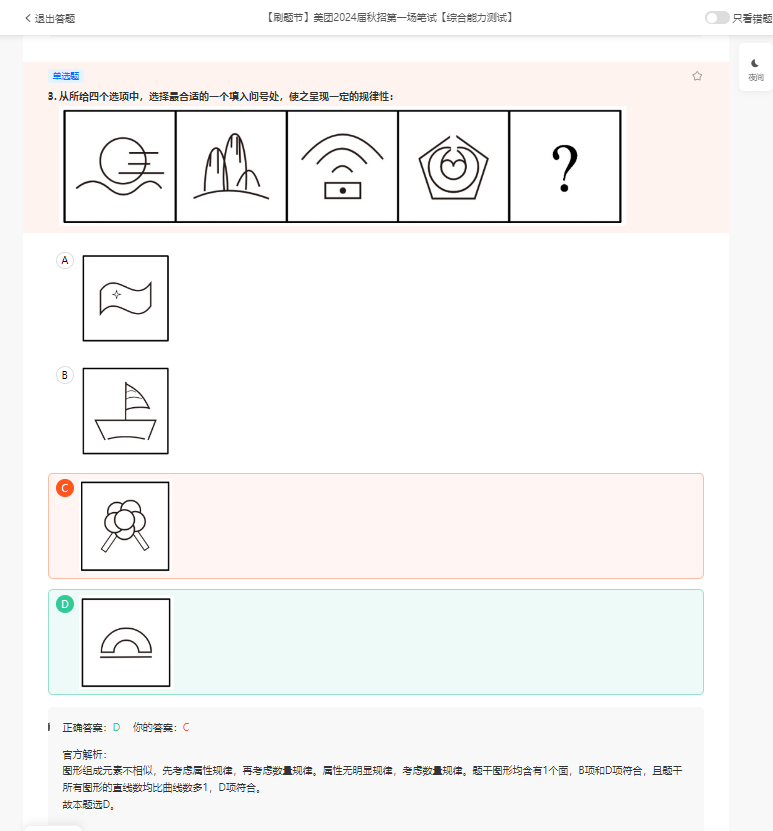 退出答题
【刷题节】美团2024届秋招第一场笔试【综合能力测试】
只看错题
夜间
单选题
3. 从所给四个选项中，选择最合适的一个填入问号处，使之呈现一定的规律性：
?
A
B
C
D
正确答案： D 你的答案： C
官方解析：
图形组成元素不相似，先考虑属性规律，再考虑数量规律。属性无明显规律，考虑数量规律。题干图形均含有1个面，B项和D项符合，且题干
所有图形的直线数均比曲线数多1，D项符合。
故本题选D。